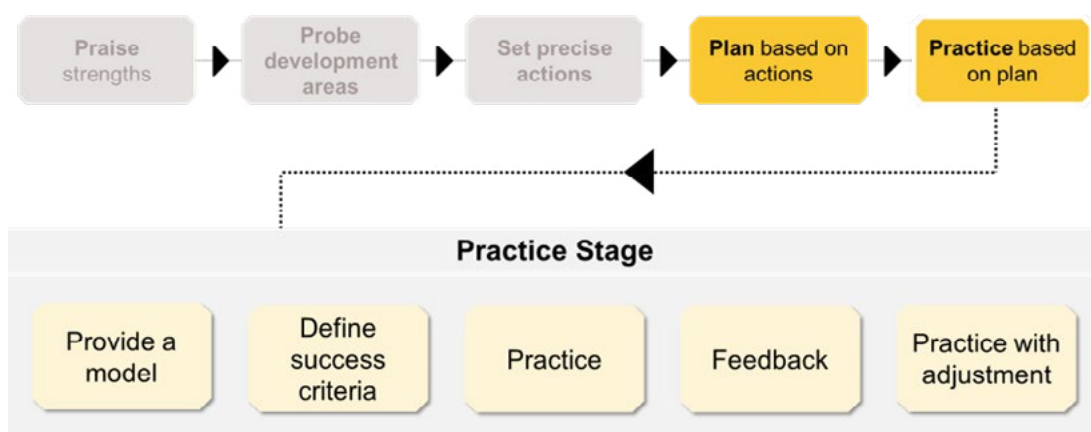 Praise
strengths
Probe
development
areas
Set precise
actions
Plan based on
actions
Practice based
on plan
Practice Stage
Provide a
model
Define
success
criteria
Practice
Feedback
Practice with
adjustment